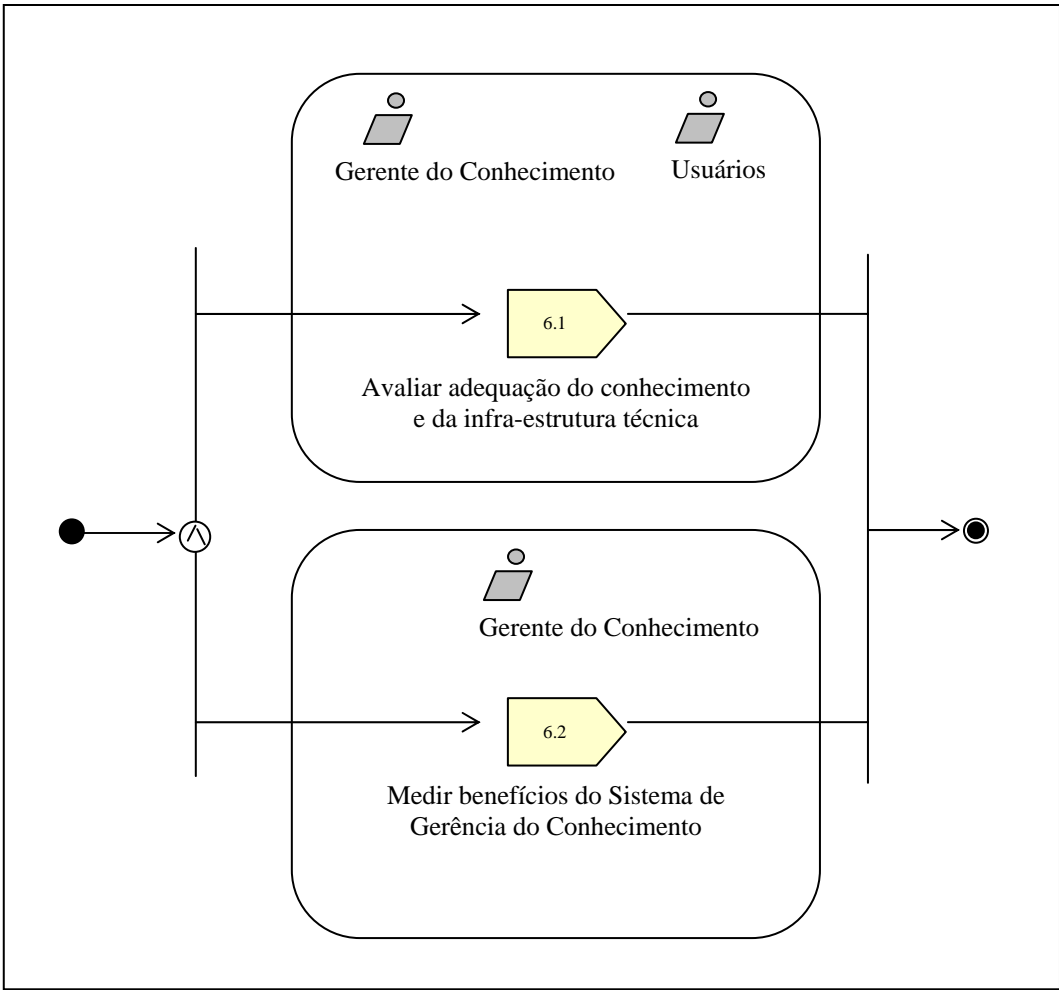 Gerente do Conhecimento
Usuários
6.1
Avaliar adequação do conhecimento
e da infra-estrutura técnica
Gerente do Conhecimento
6.2
Medir benefícios do Sistema de
Gerência do Conhecimento